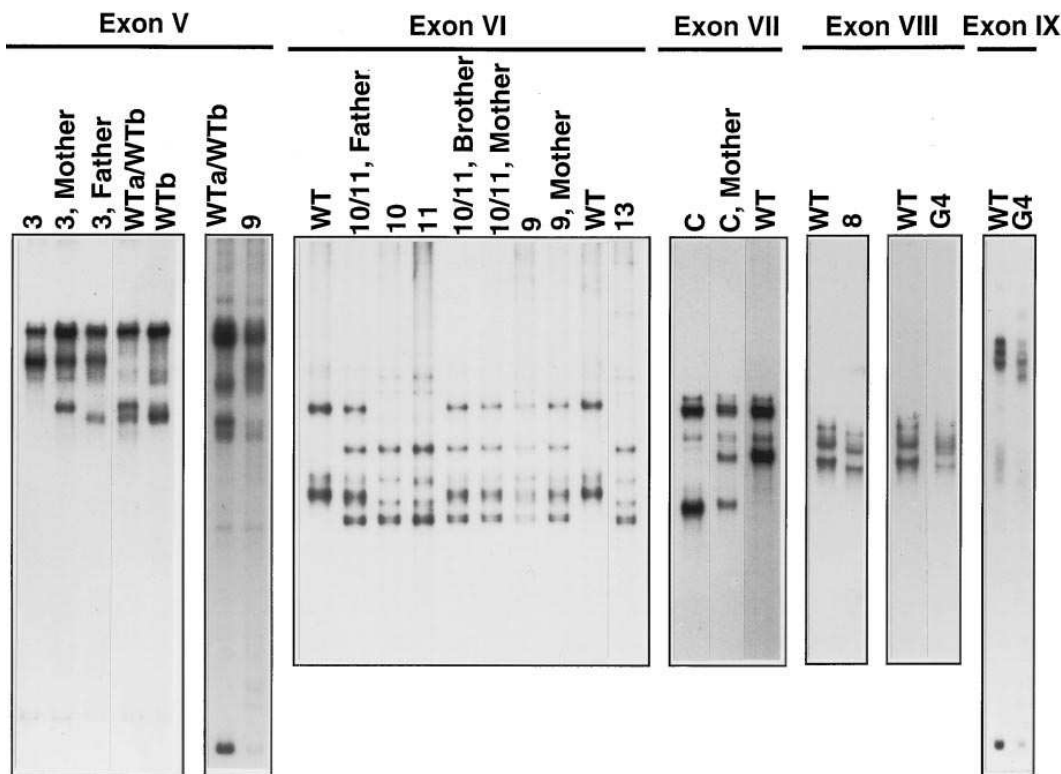 Exon V
Exon VI
Exon VII
Exon VIII
Exon IX
3
3, Mother
3, Father
WTa/WTb
WTb
WTa/WTb
9
WT
10/11, Father
10
11
10/11, Brother
10/11, Mother
9
9, Mother
WT
13
C
C, Mother
WT
WT
8
WT
G4
WT
G4